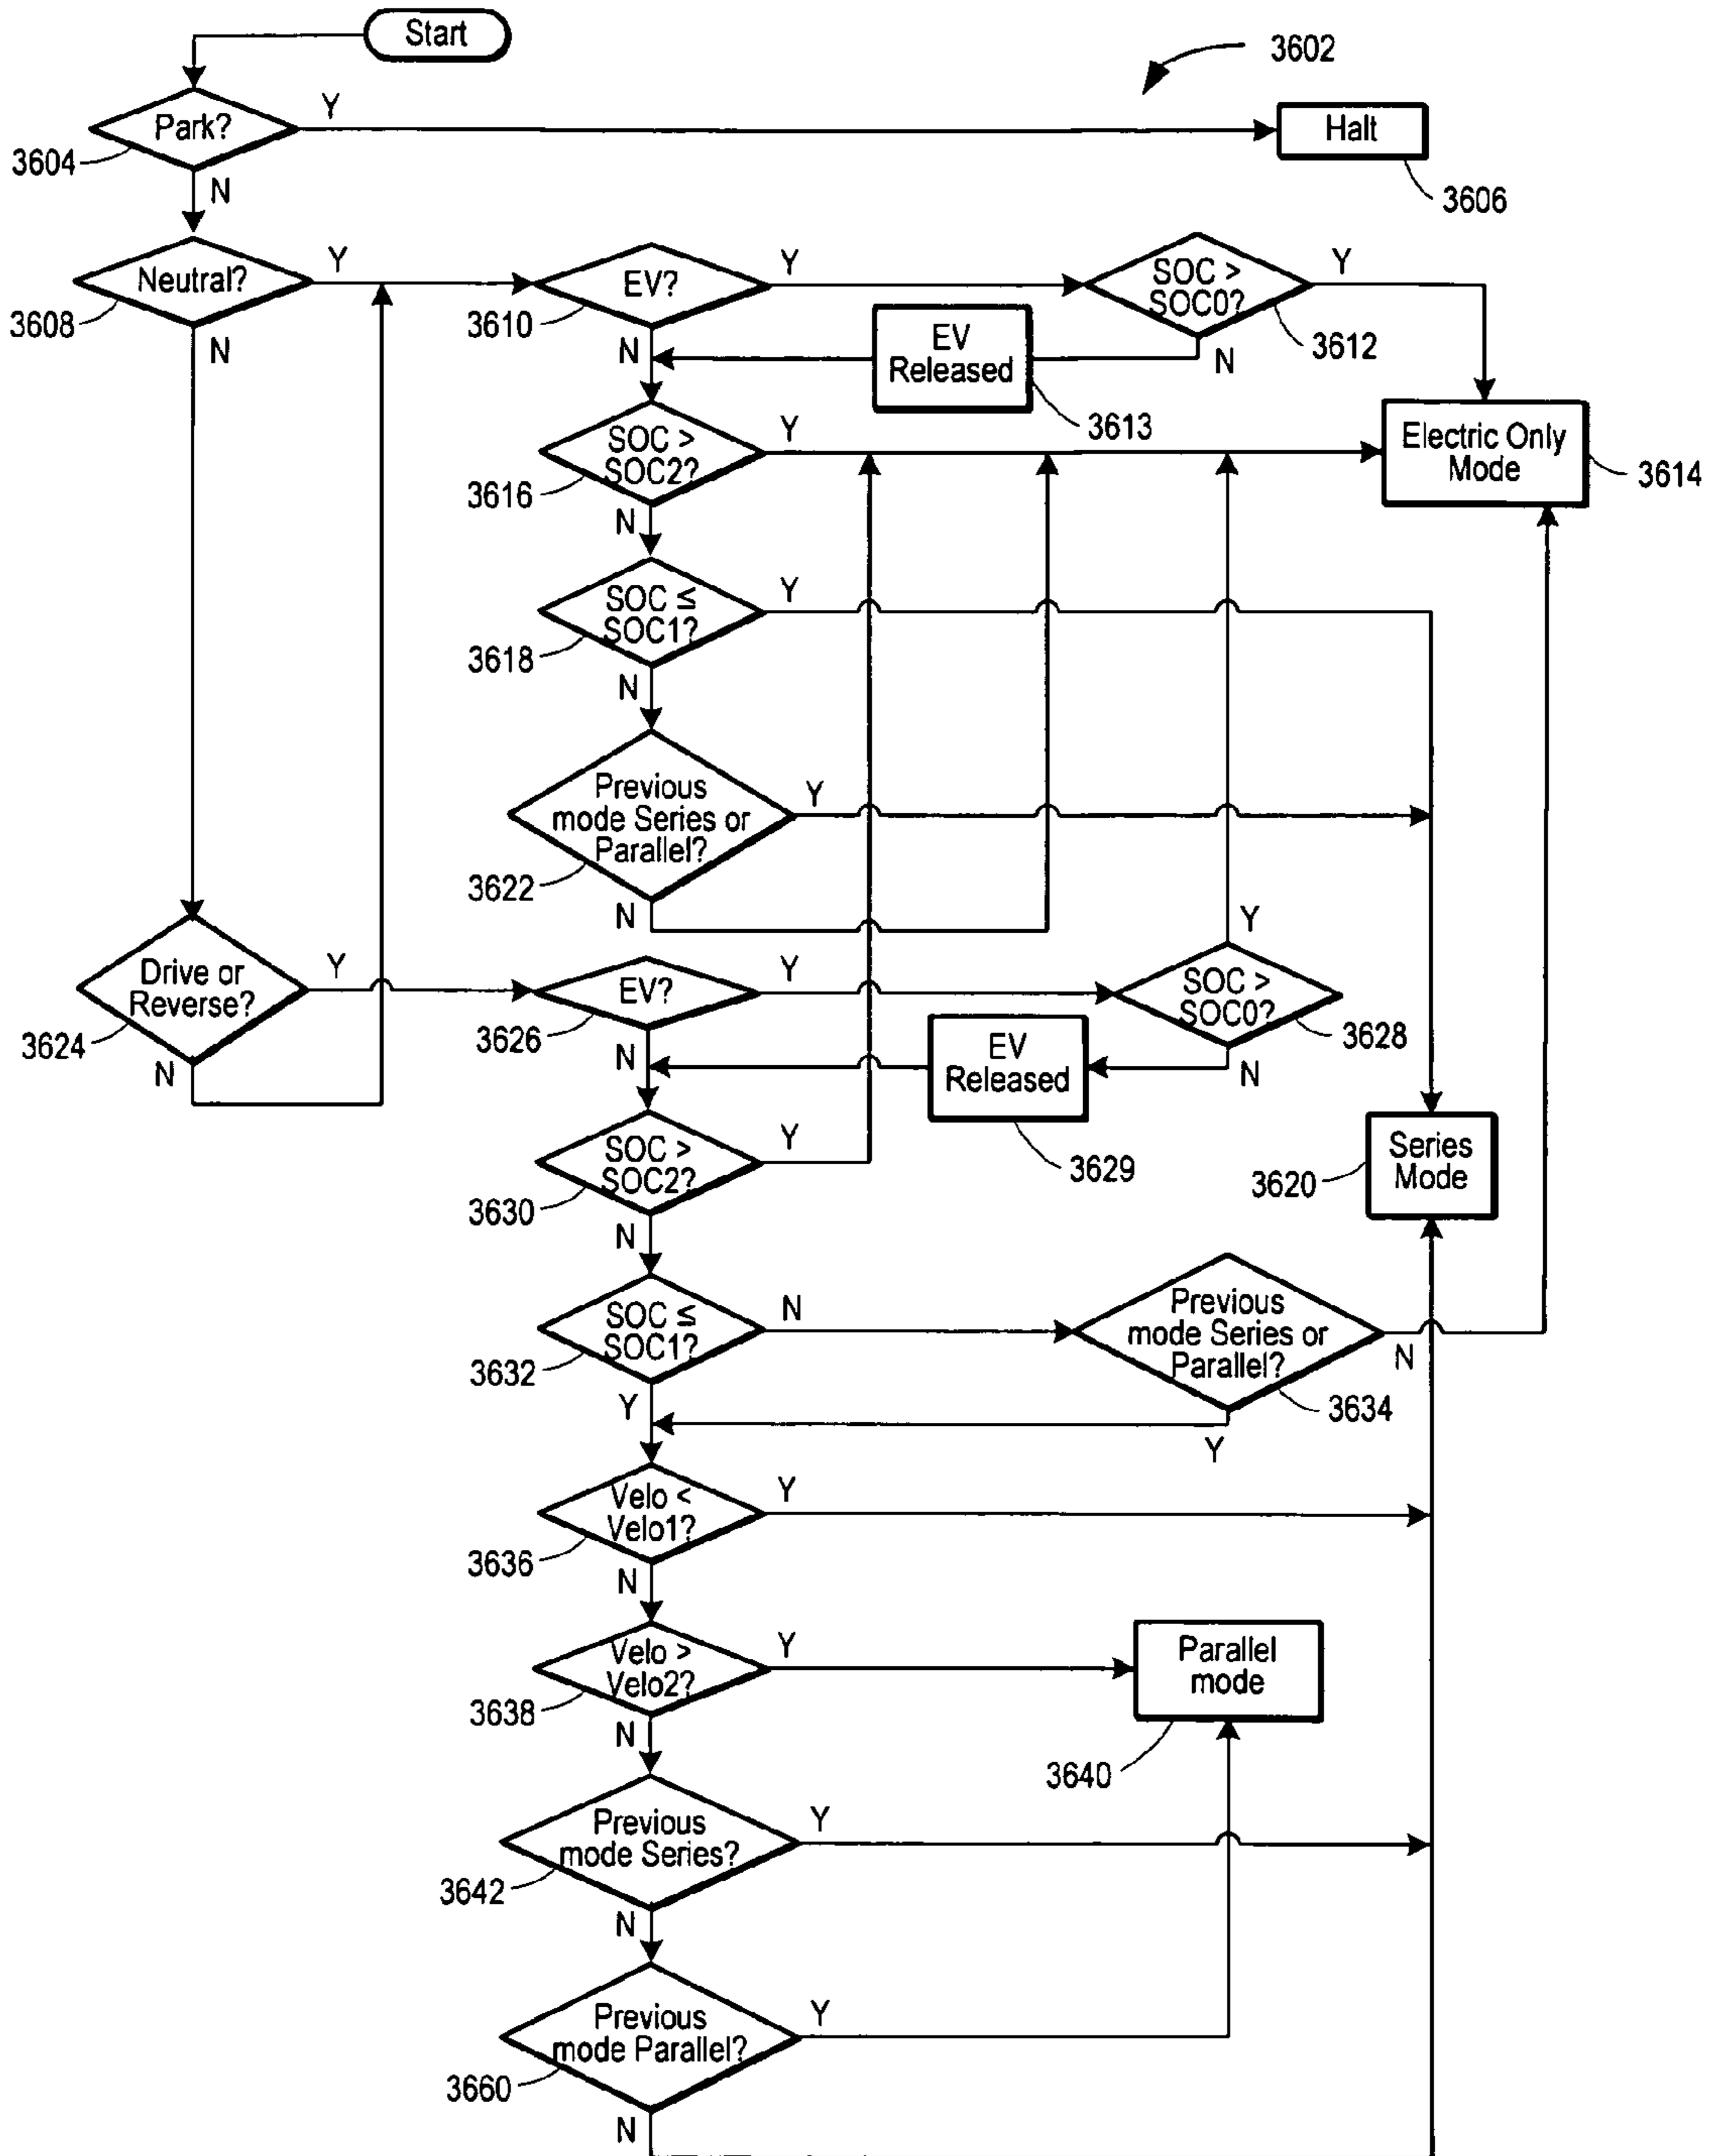 Start
3602
Park?
Y
Halt
3604
N
3606
Neutral?
Y
EV?
Y
SOC >
SOC0?
Y
3608
N
3610
N
EV
Released
3613
N
3612
SOC >
SOC2?
Y
3616
N
Electric Only
Mode
3614
SOC ≤
SOC1?
Y
3618
N
Previous
mode Series or
Parallel?
Y
3622
N
Drive or
Reverse?
Y
3624
N
EV?
Y
3626
N
SOC >
SOC0?
Y
3628
N
EV
Released
3629
SOC >
SOC2?
Y
3630
N
Series
Mode
3620
SOC ≤
SOC1?
N
3632
Y
Previous
mode Series or
Parallel?
N
3634
Y
Velo <
Velo1?
Y
3636
N
Velo >
Velo2?
Y
3638
N
Parallel
mode
3640
Previous
mode Series?
Y
3642
N
Previous
mode Parallel?
Y
3660
N